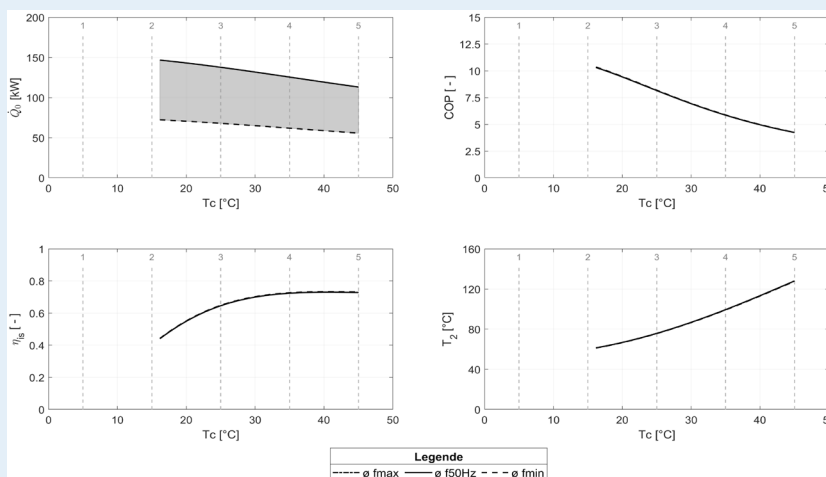 200
150
100
50
0
Q̇₀ [kW]
1 2 3 4 5
0 10 20 30 40 50
Tc [°C]
15
12.5
10
7.5
5
2.5
0
COP [ - ]
1 2 3 4 5
0 10 20 30 40 50
Tc [°C]
1
0.8
0.6
0.4
0.2
0
η_is [ - ]
1 2 3 4 5
0 10 20 30 40 50
Tc [°C]
160
120
80
40
0
T₂ [°C]
1 2 3 4 5
0 10 20 30 40
Tc [°C]
Legende
ø fmax ø f50Hz ø fmin